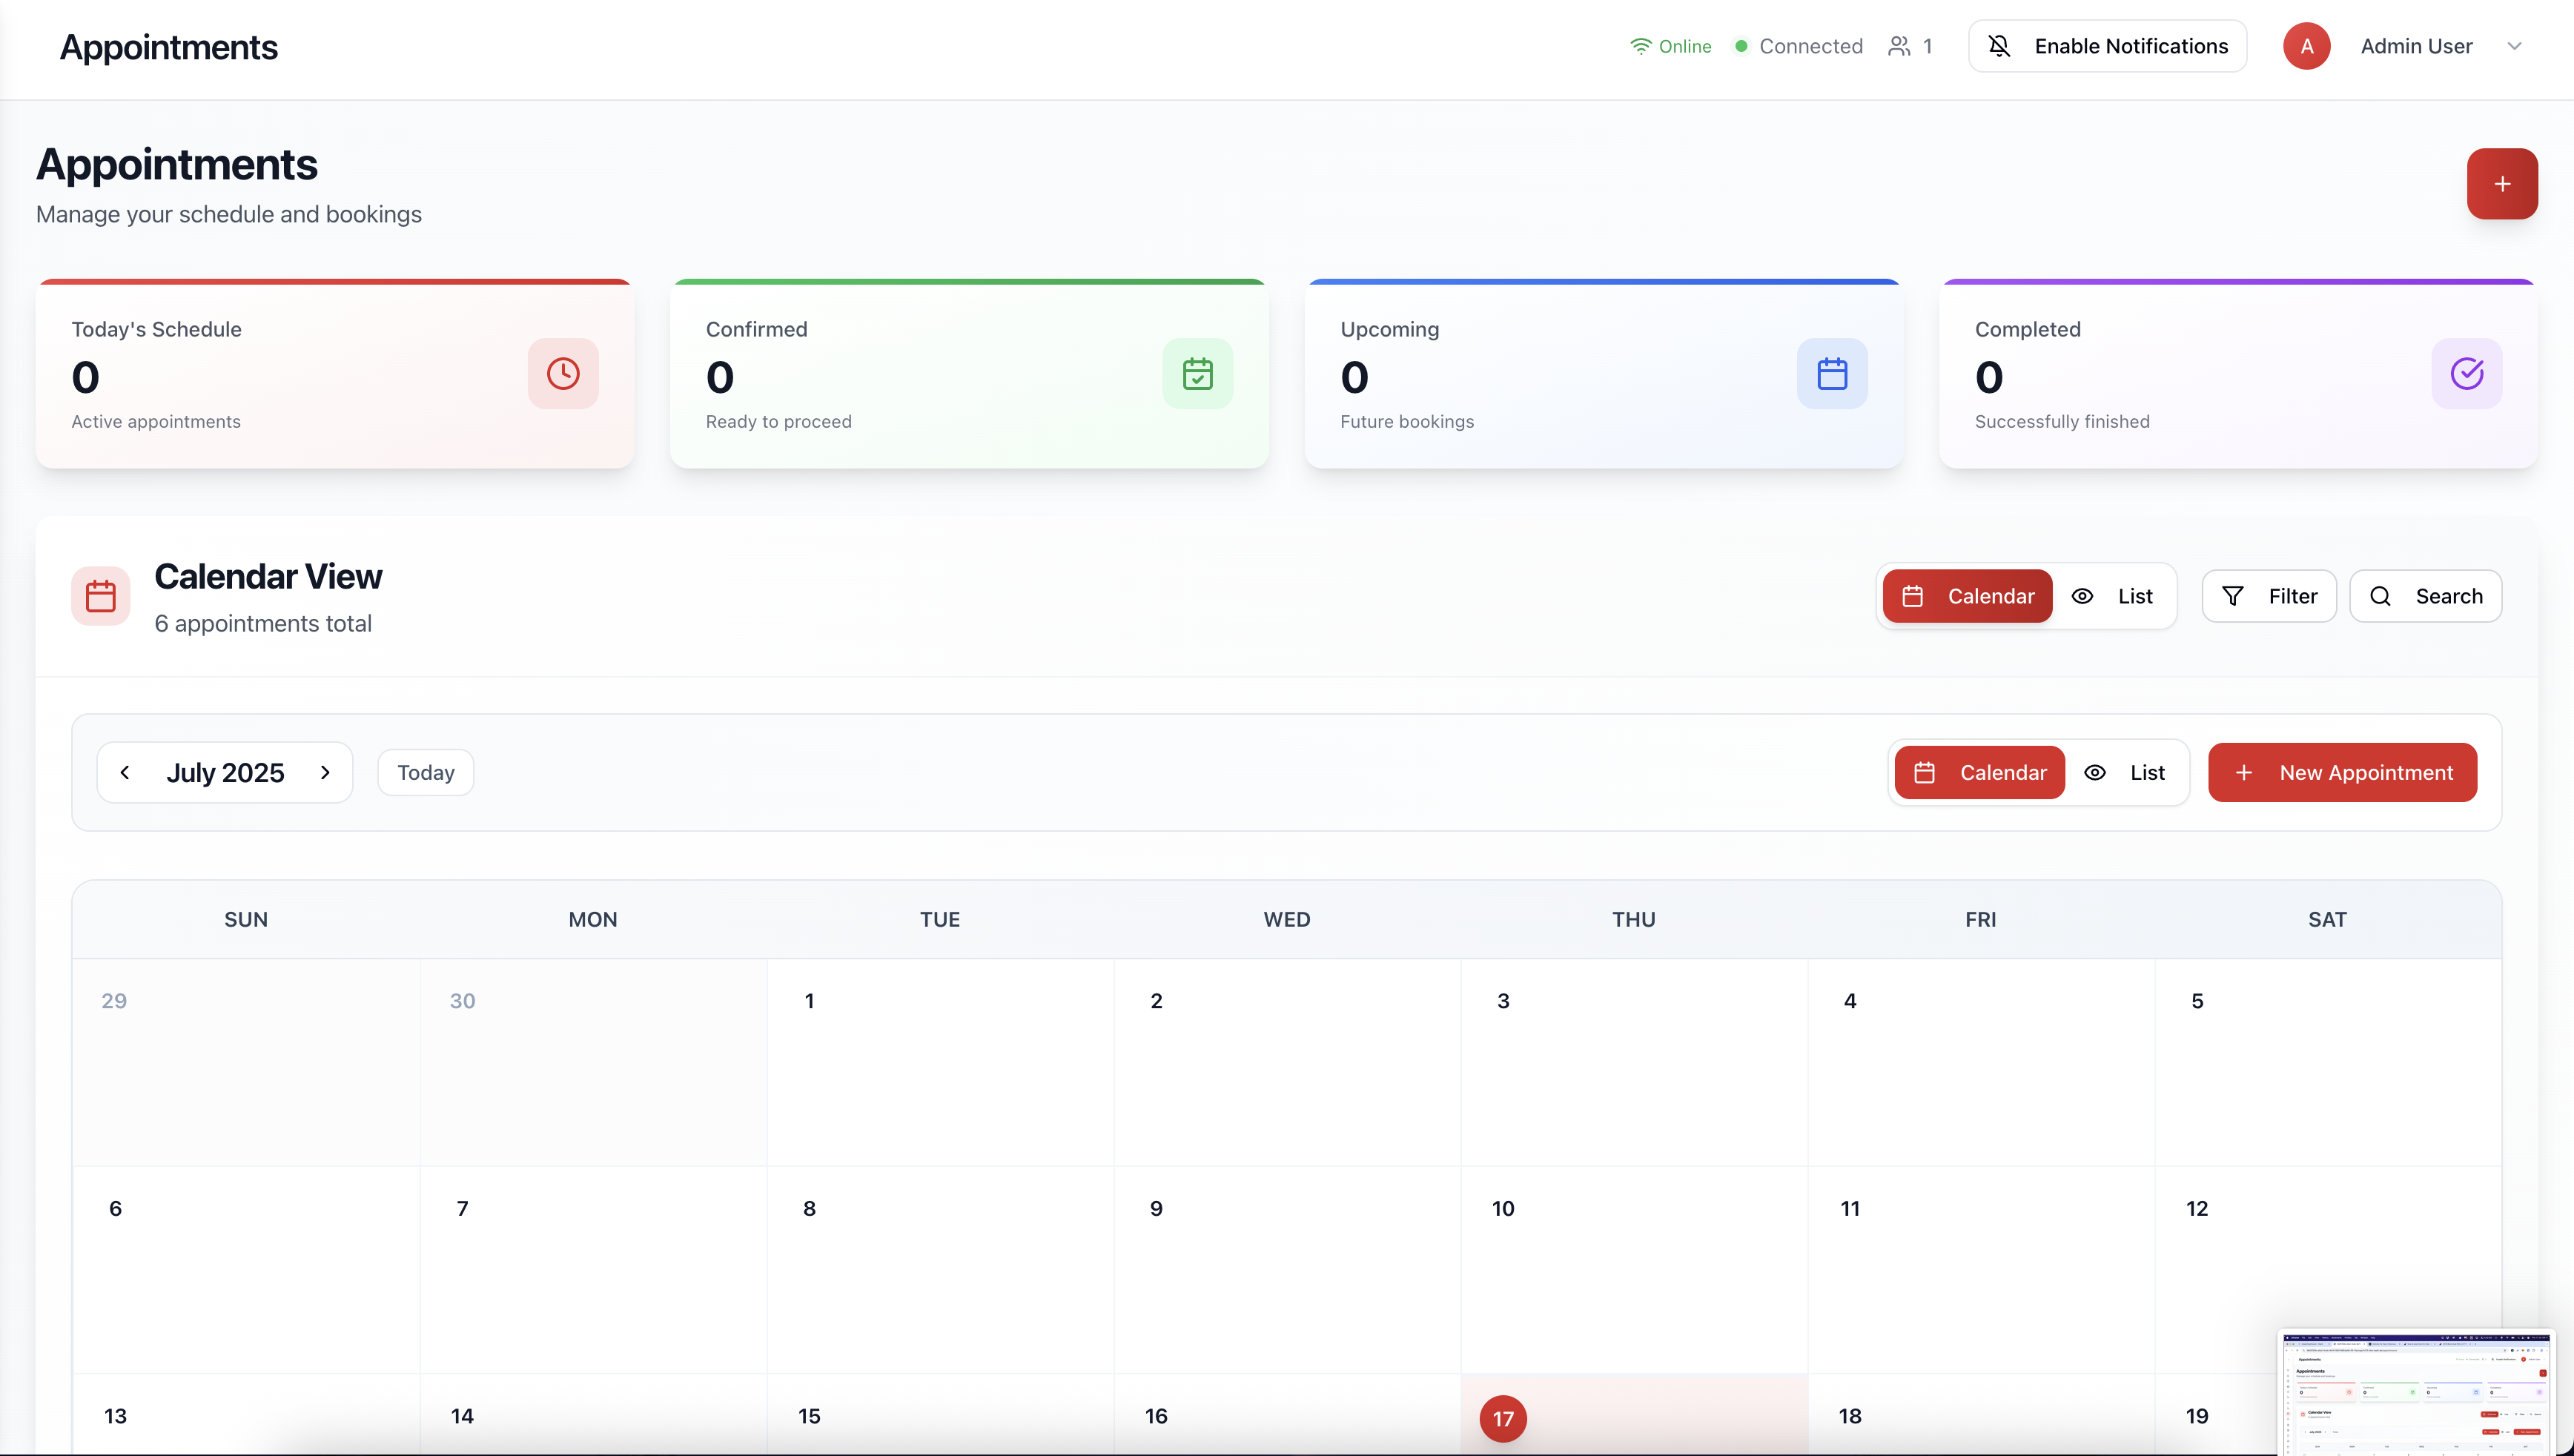 Appointments
Online
Connected
1
Enable Notifications
A
Admin User
Appointments
Manage your schedule and bookings
+
Today's Schedule
0
Active appointments
Confirmed
0
Ready to proceed
Upcoming
0
Future bookings
Completed
0
Successfully finished
Calendar View
6 appointments total
Calendar
List
Filter
Search
July 2025
Today
Calendar
List
+ New Appointment
SUN MON TUE WED THU FRI SAT
29 30 1 2 3 4 5
6 7 8 9 10 11 12
13 14 15 16 17 18 19